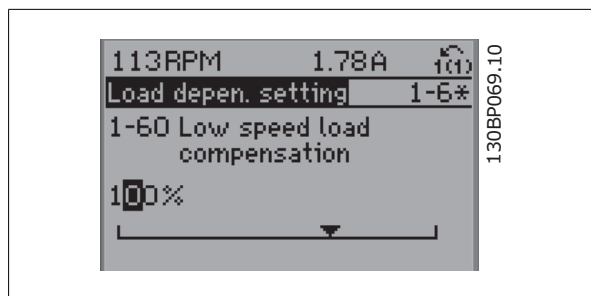 113RPM 1.78A 1(1)
Load depen. setting 1-6*
1-60 Low speed load
compensation
100%
130BP069.10